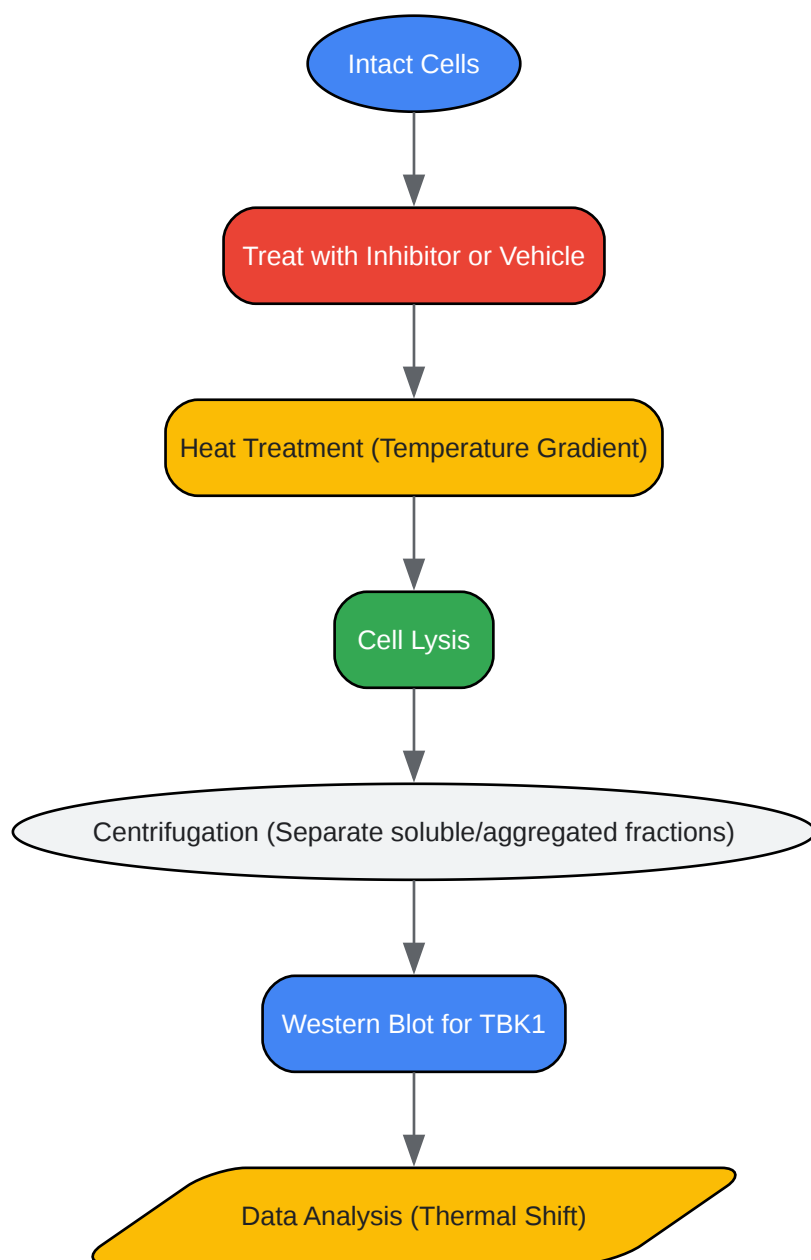 Intact Cells
Treat with Inhibitor or Vehicle
Heat Treatment (Temperature Gradient)
Cell Lysis
Centrifugation (Separate soluble/aggregated fractions)
Western Blot for TBK1
Data Analysis (Thermal Shift)